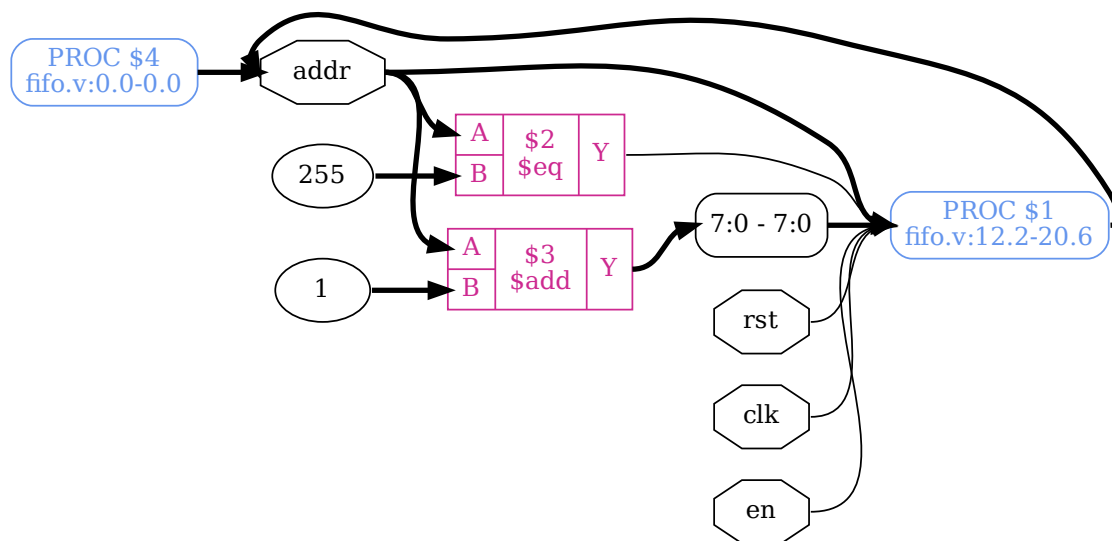 PROC $4
fifo.v:0.0-0.0
addr
255
A
B
$2
$eq
Y
1
A
B
$3
$add
Y
7:0 - 7:0
PROC $1
fifo.v:12.2-20.6
rst
clk
en